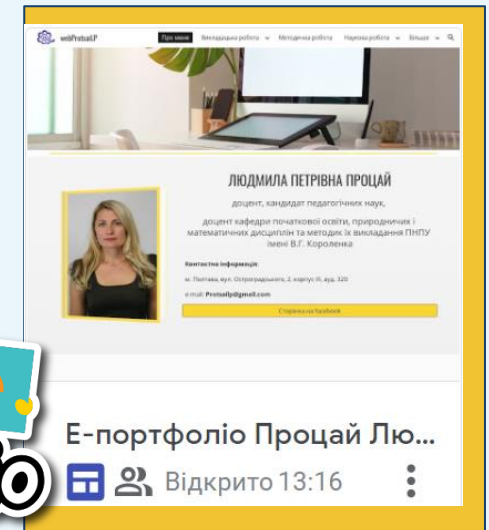 webProtsaiLP Про мене Викладацька робота Методична робота Наукова робота Більше
ЛЮДМИЛА ПЕТРІВНА ПРОЦАЙ
доцент, кандидат педагогічних наук,
доцент кафедри початкової освіти, природничих і
математичних дисциплін та методик їх викладання ПНПУ
імені В.Г. Короленка
Контактна інформація:
м. Полтава, вул. Остроградського, 2, корпус ІІІ, ауд. 320
e-mail: Protsailp@gmail.com
Сторінка на facebook
Е-портфоліо Процай Лю...
Відкрито 13:16